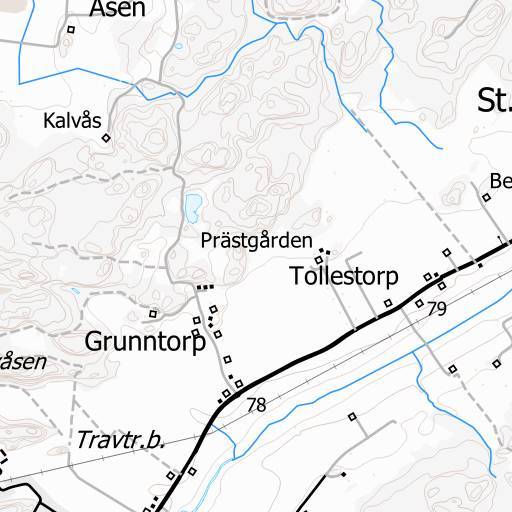 Åsen
St.
Kalvås
Be
Prästgården
Tollestorp
79
Grunntorp
åsen
78
Travtr.b.